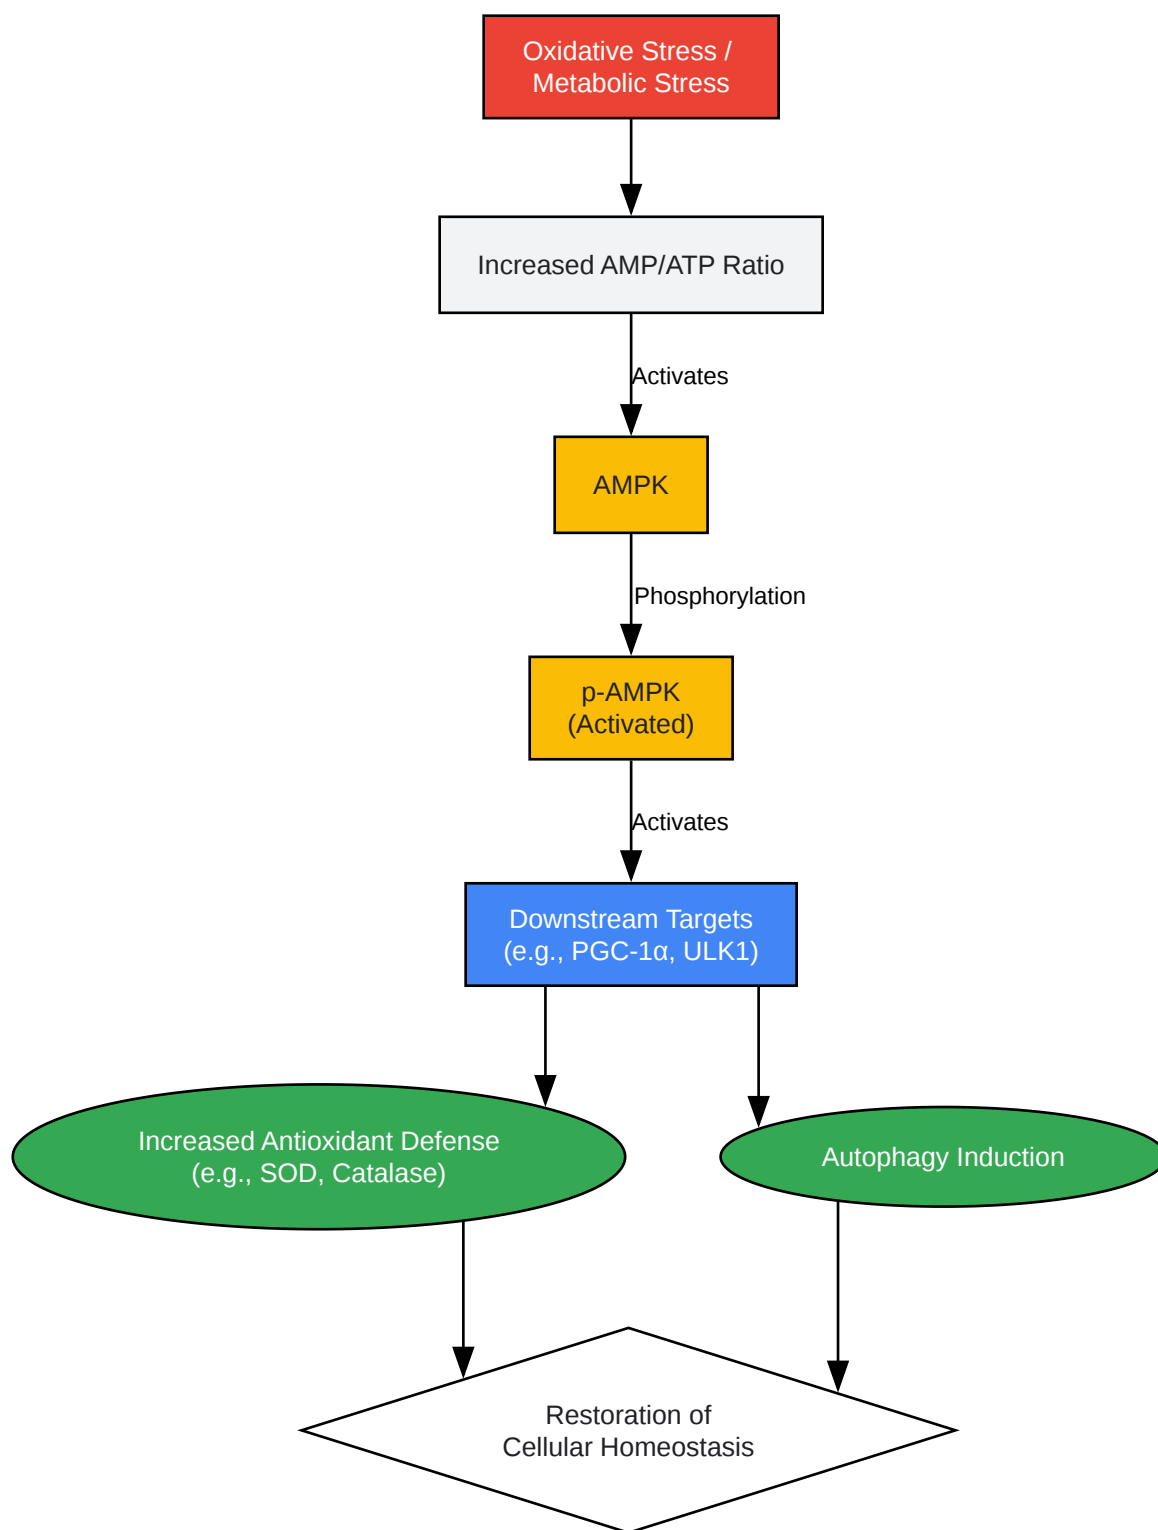 Oxidative Stress /
Metabolic Stress
Increased AMP/ATP Ratio
Activates
AMPK
Phosphorylation
p-AMPK
(Activated)
Activates
Downstream Targets
(e.g., PGC-1α, ULK1)
Increased Antioxidant Defense
(e.g., SOD, Catalase)
Autophagy Induction
Restoration of
Cellular Homeostasis